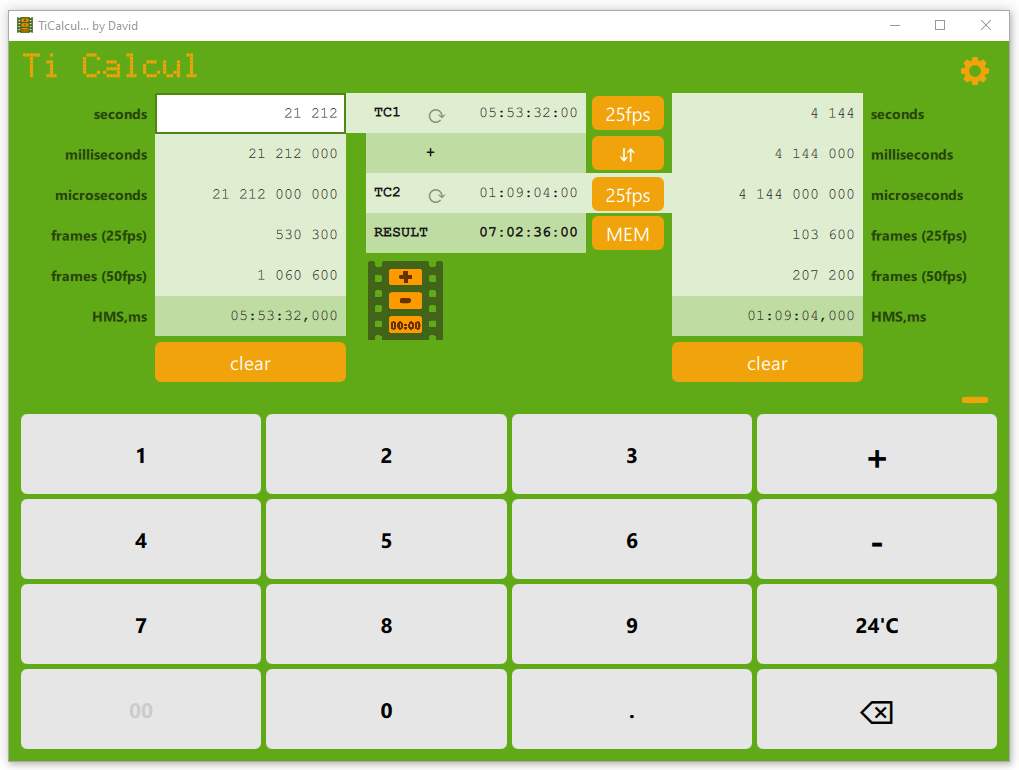 TiCalcul... by David
Ti Calcul
seconds 21 212 TC1 05:53:32:00 25fps 4 144 seconds
milliseconds 21 212 000 + 4 144 000 milliseconds
microseconds 21 212 000 000 TC2 01:09:04:00 25fps 4 144 000 000 microseconds
frames (25fps) 530 300 RESULT 07:02:36:00 MEM 103 600 frames (25fps)
frames (50fps) 1 060 600 + - 00:00 207 200 frames (50fps)
HMS,ms 05:53:32,000 01:09:04,000 HMS,ms
clear clear
1 2 3 +
4 5 6 -
7 8 9 24'C
00 0 .